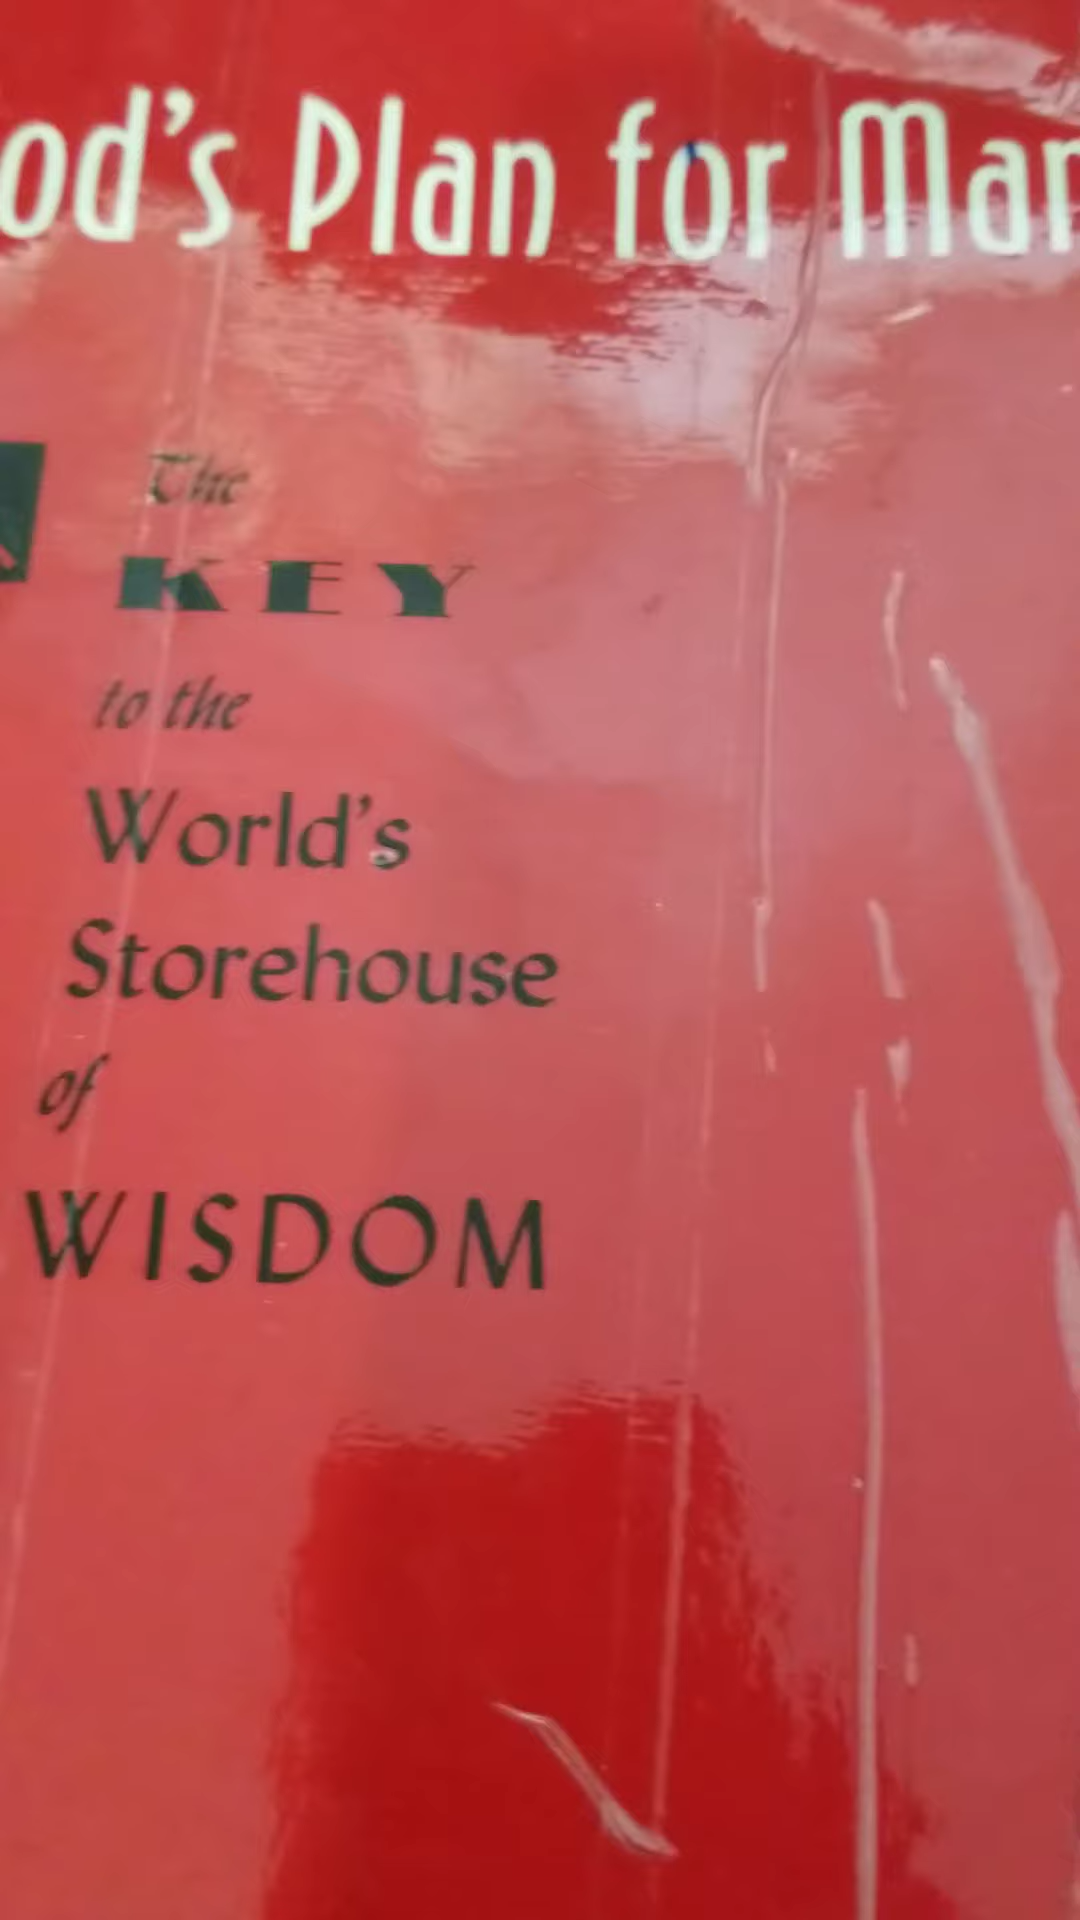 od's Plan for Man
The
KEY
to the
World's
Storehouse
of
WISDOM